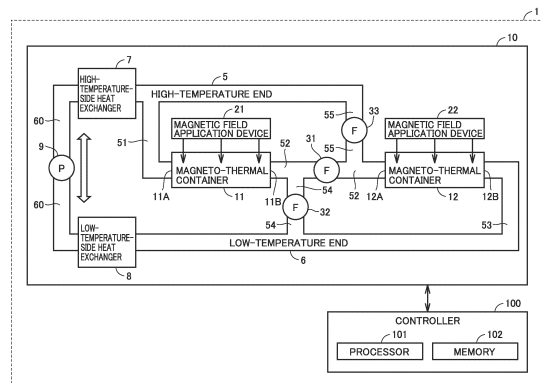 1
10
7
HIGH-
TEMPERATURE-
SIDE HEAT
EXCHANGER
5
HIGH-TEMPERATURE END
21
MAGNETIC FIELD
APPLICATION DEVICE
55
33
F
22
MAGNETIC FIELD
APPLICATION DEVICE
60
9
51
P
52
31
55
F
MAGNETO-THERMAL
CONTAINER
MAGNETO-THERMAL
CONTAINER
11A
11
11B
54
52
12A
12
12B
60
F
32
54
53
LOW-
TEMPERATURE-
SIDE HEAT
EXCHANGER
LOW-TEMPERATURE END
8
6
100
CONTROLLER
101
102
PROCESSOR
MEMORY